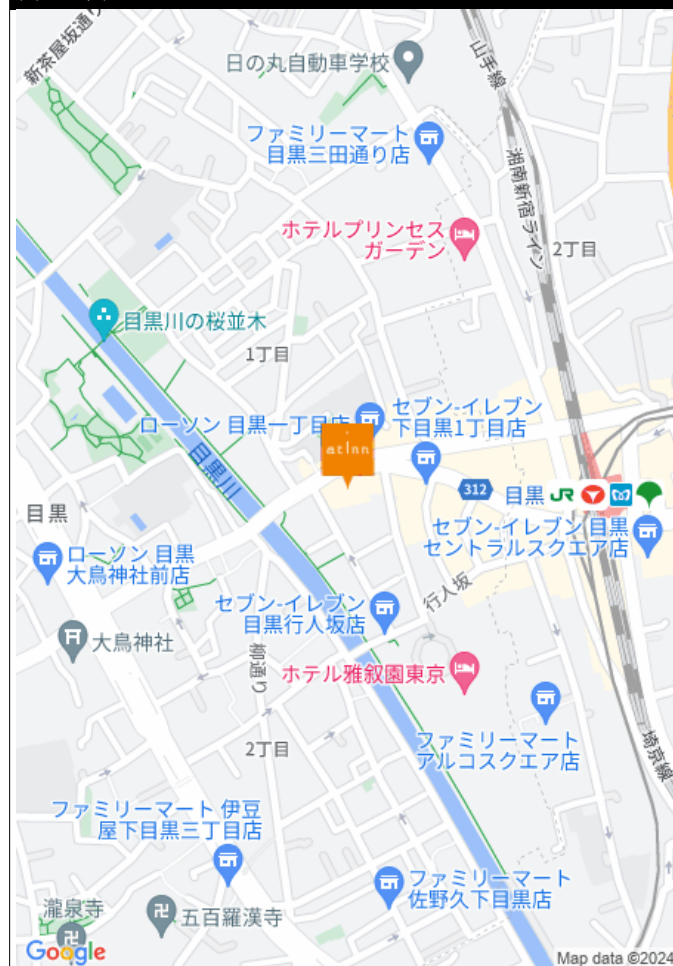 新茶屋坂通り
日の丸自動車学校
山手線
ファミリーマート
目黒三田通り店
湘南新宿ライン
ホテルプリンセス
ガーデン
2丁目
目黒川の桜並木
1丁目
ローソン 目黒一丁目店
セブン-イレブン
下目黒1丁目店
at Inn
目黒川
312
目黒 JR
目黒
セブン-イレブン 目黒
セントラルスクエア店
ローソン 目黒
大鳥神社前店
行人坂
セブン-イレブン
目黒行人坂店
大鳥神社
柳通り
ホテル雅叙園東京
ファミリーマート
アルコスクエア店
2丁目
埼京線
ファミリーマート 伊豆
屋下目黒三丁目店
ファミリーマート
佐野久下目黒店
瀧泉寺
五百羅漢寺
Google
Map data ©2024